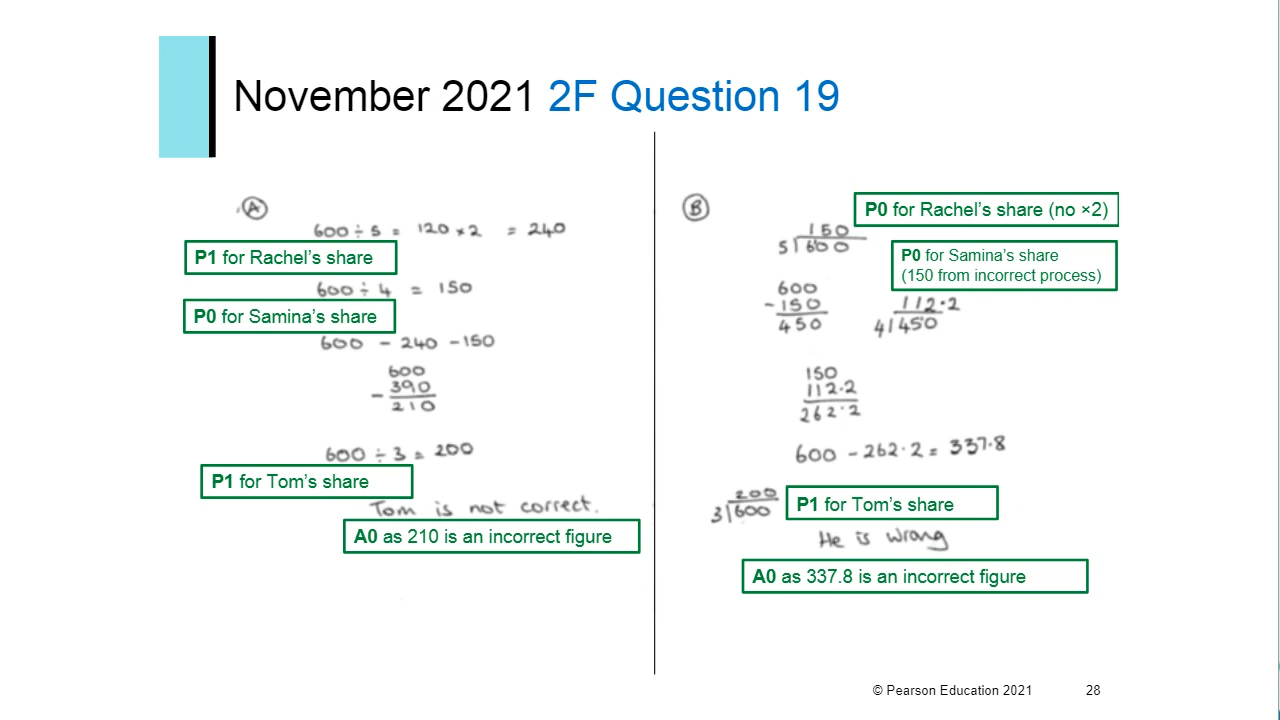 November 2021 2F Question 19
A
600 ÷ 5 = 120 × 2 = 240
P1 for Rachel's share
600 ÷ 4 = 150
P0 for Samina's share
600 - 240 - 150
600
- 390
210
600 ÷ 3 = 200
P1 for Tom's share
Tom is not correct.
A0 as 210 is an incorrect figure
B
P0 for Rachel's share (no ×2)
150
5 600
P0 for Samina's share
(150 from incorrect process)
600
- 150
450
112.2
4 450
150
112.2
262.2
600 - 262.2 = 337.8
200
3 600
P1 for Tom's share
He is wrong
A0 as 337.8 is an incorrect figure
© Pearson Education 2021
28